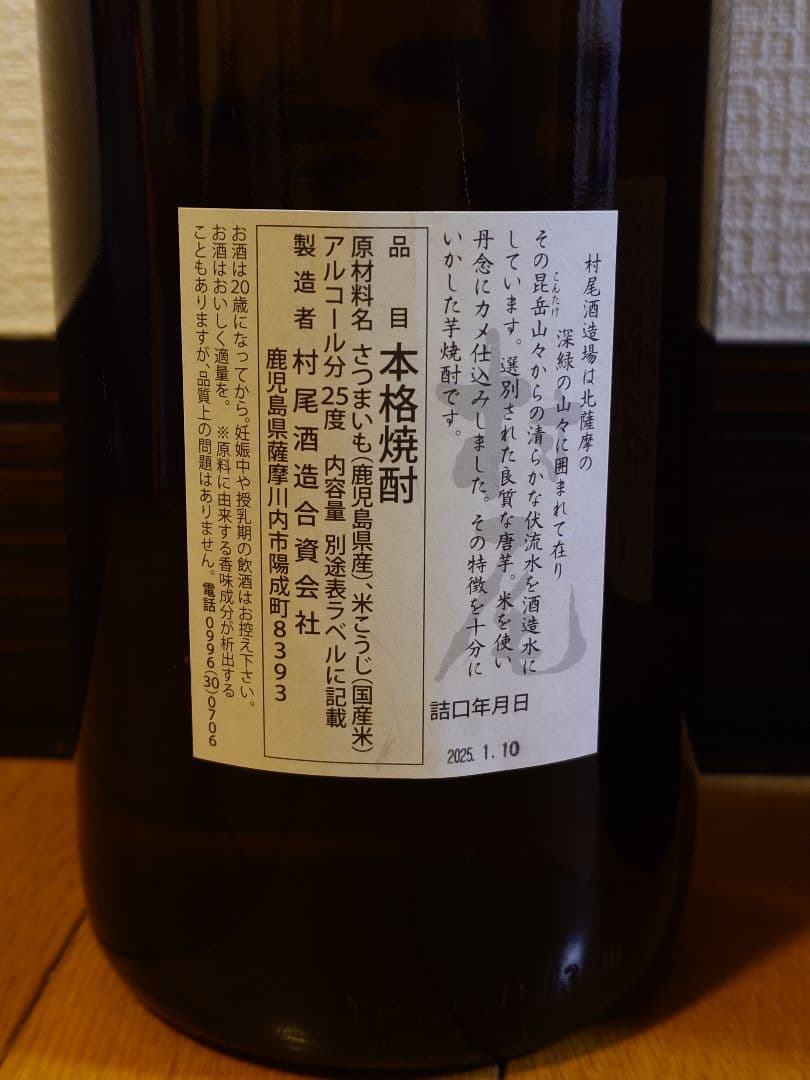 村尾酒造場は北薩摩の
深緑の山々に囲まれて在り
その昆岳山々からの清らかな伏流水を酒造水に
こんたけ
しています。選別された良質な唐芋。米を使い
丹念にカメ仕込みしました。その特徴を十分に
いかした芋焼酎です。
詰口年月日
2025. 1. 10
品目 本格焼酎
原材料名 さつまいも(鹿児島県産)、米こうじ(国産米)
アルコール分 25度 内容量 別途表ラベルに記載
製造者 村尾酒造合資会社
鹿児島県薩摩川内市陽成町8393
お酒は20歳になってから。妊娠中や授乳期の飲酒はお控え下さい。
お酒はおいしく適量を。 ※原料に由来する香味成分が析出する
こともありますが、品質上の問題はありません。 電話 0996(30)0706